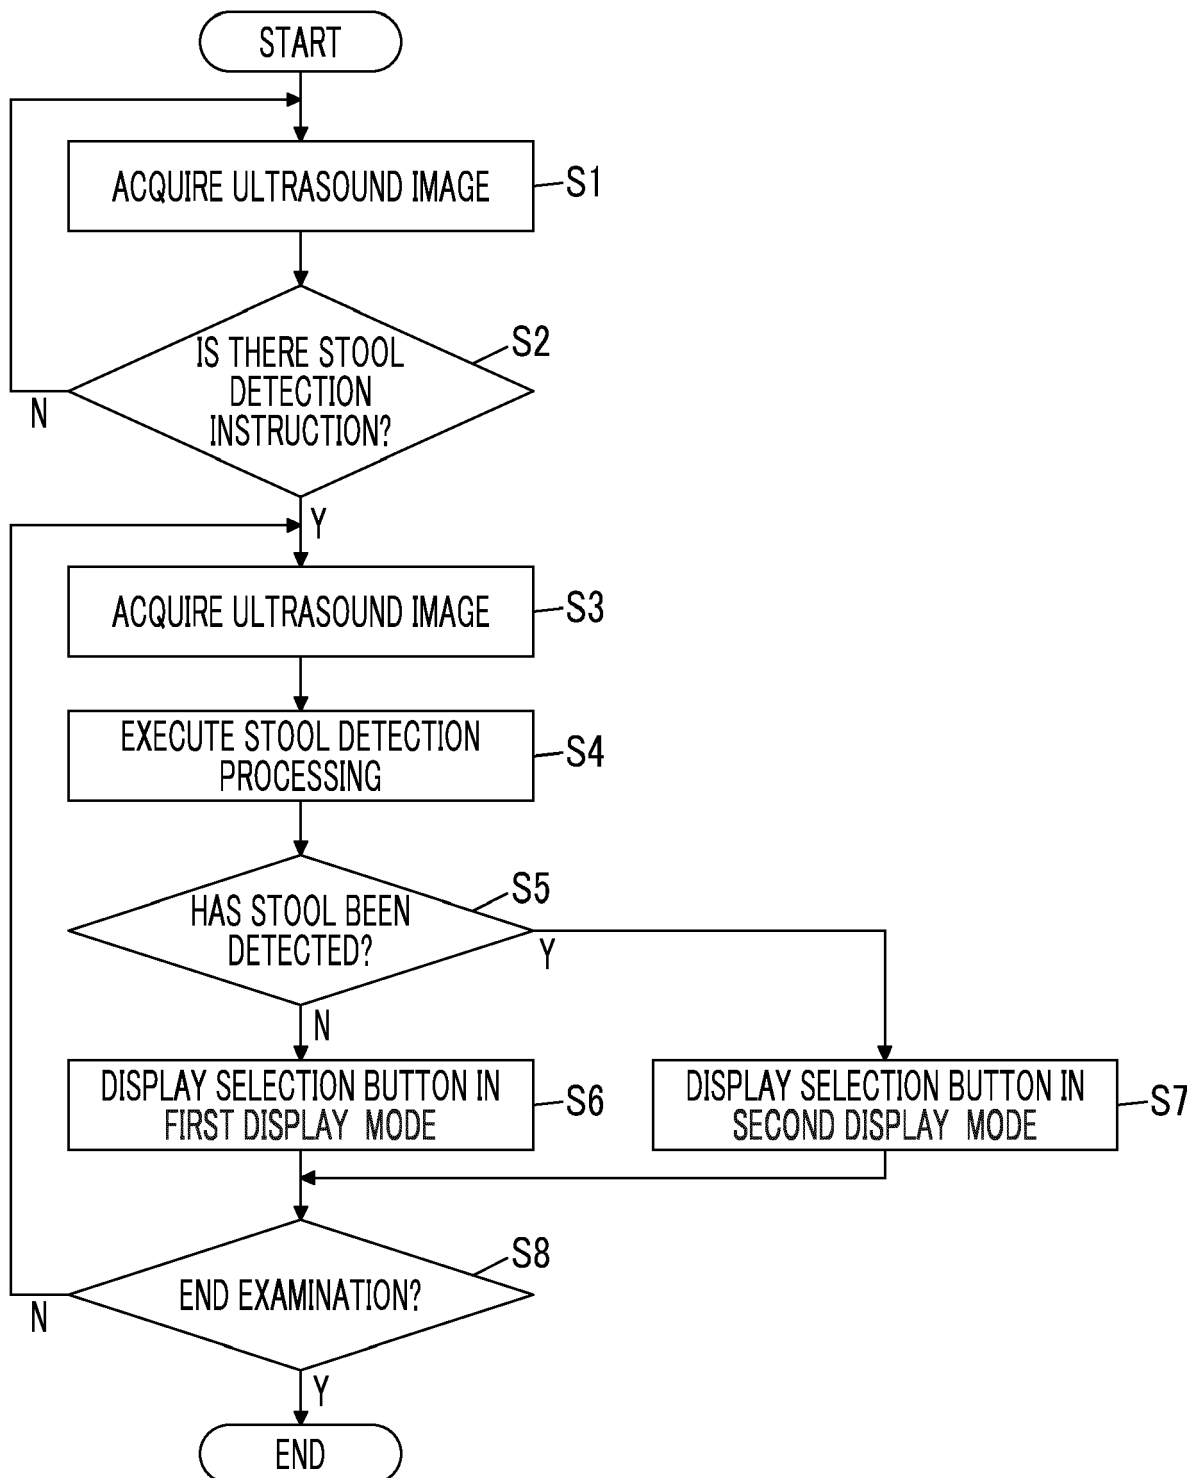 START
ACQUIRE ULTRASOUND IMAGE
S1
IS THERE STOOL
DETECTION
INSTRUCTION?
S2
N
Y
ACQUIRE ULTRASOUND IMAGE
S3
EXECUTE STOOL DETECTION
PROCESSING
S4
HAS STOOL BEEN
DETECTED?
S5
Y
N
DISPLAY SELECTION BUTTON IN
FIRST DISPLAY MODE
S6
DISPLAY SELECTION BUTTON IN
SECOND DISPLAY MODE
S7
END EXAMINATION?
S8
N
Y
END